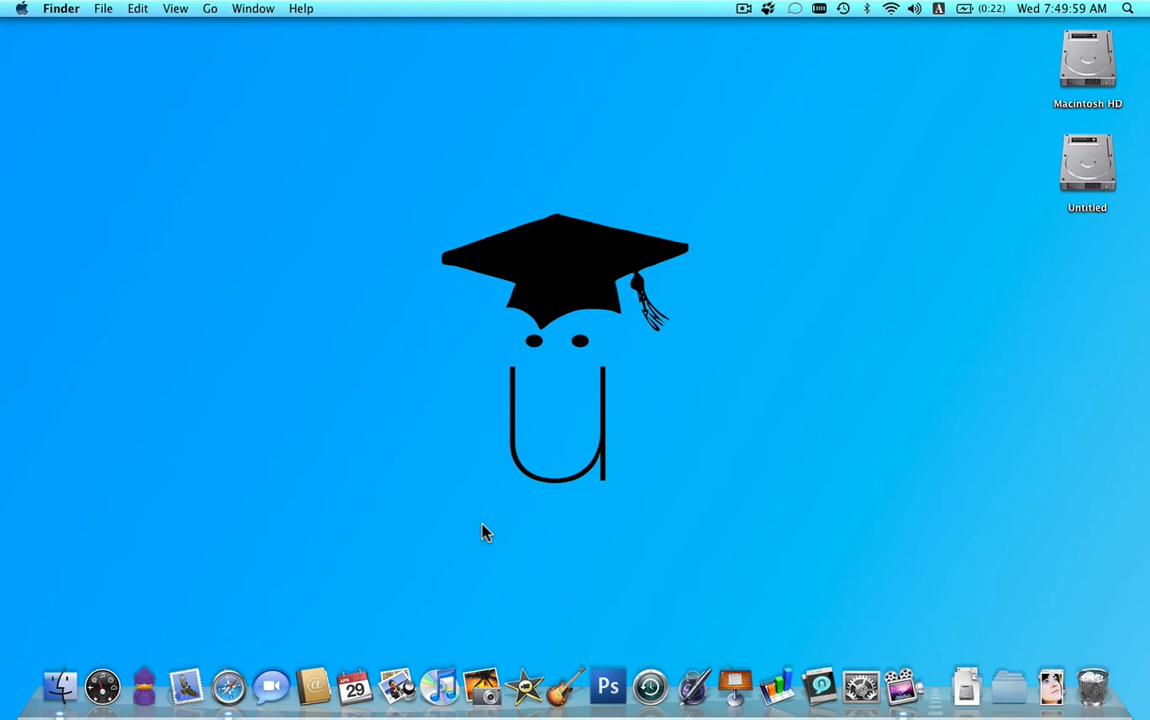 Finder File Edit View Go Window Help A (0:22) Wed 7:49:59 AM
Macintosh HD
Untitled
u
29
Ps